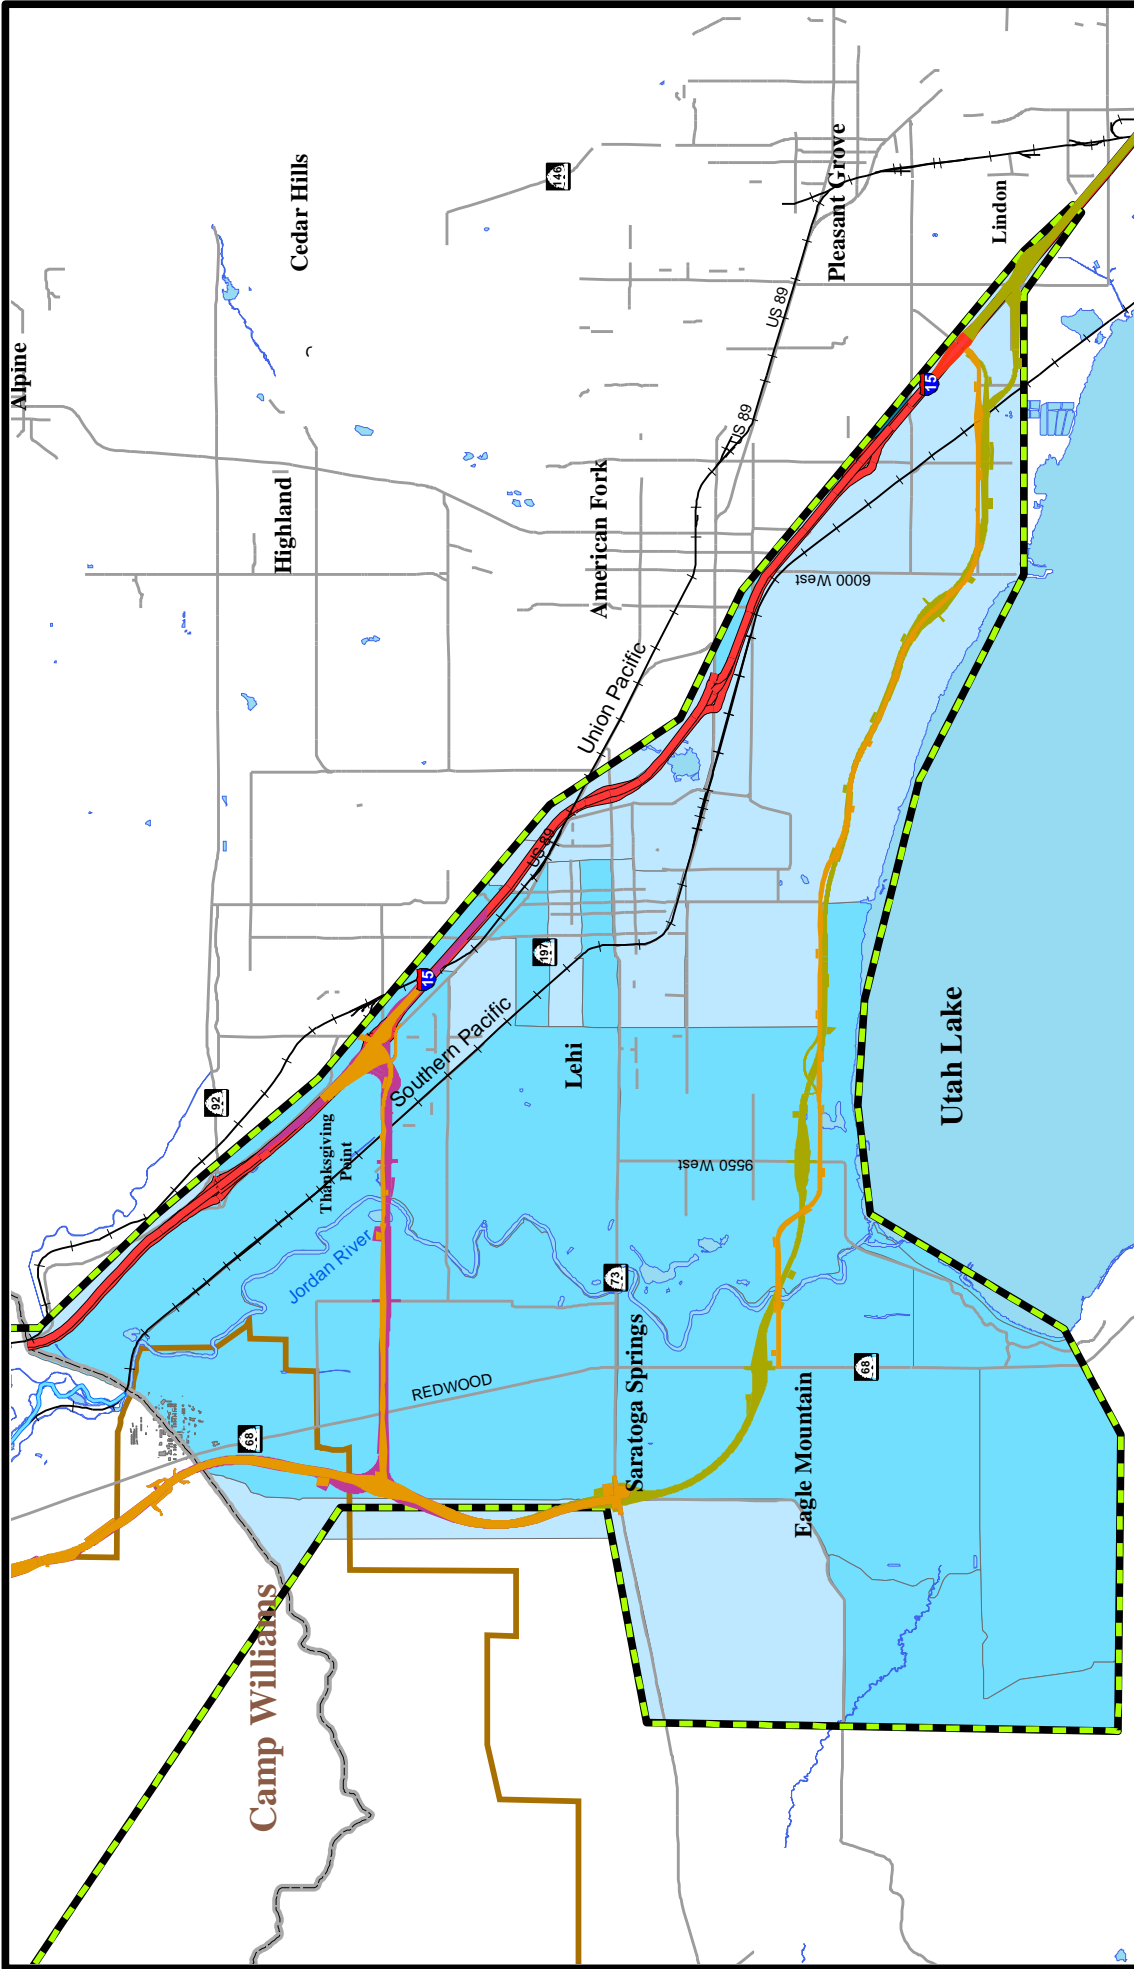 Alpine
Cedar Hills
Highland
146
Pleasant Grove
Lindon
US 89
US 89
15
American Fork
6000 West
Union Pacific
US 89
15
197
Southern Pacific
Lehi
92
Thanksgiving
Point
9550 West
Utah Lake
Jordan River
73
REDWOOD
68
68
Saratoga Springs
Eagle Mountain
Camp Williams